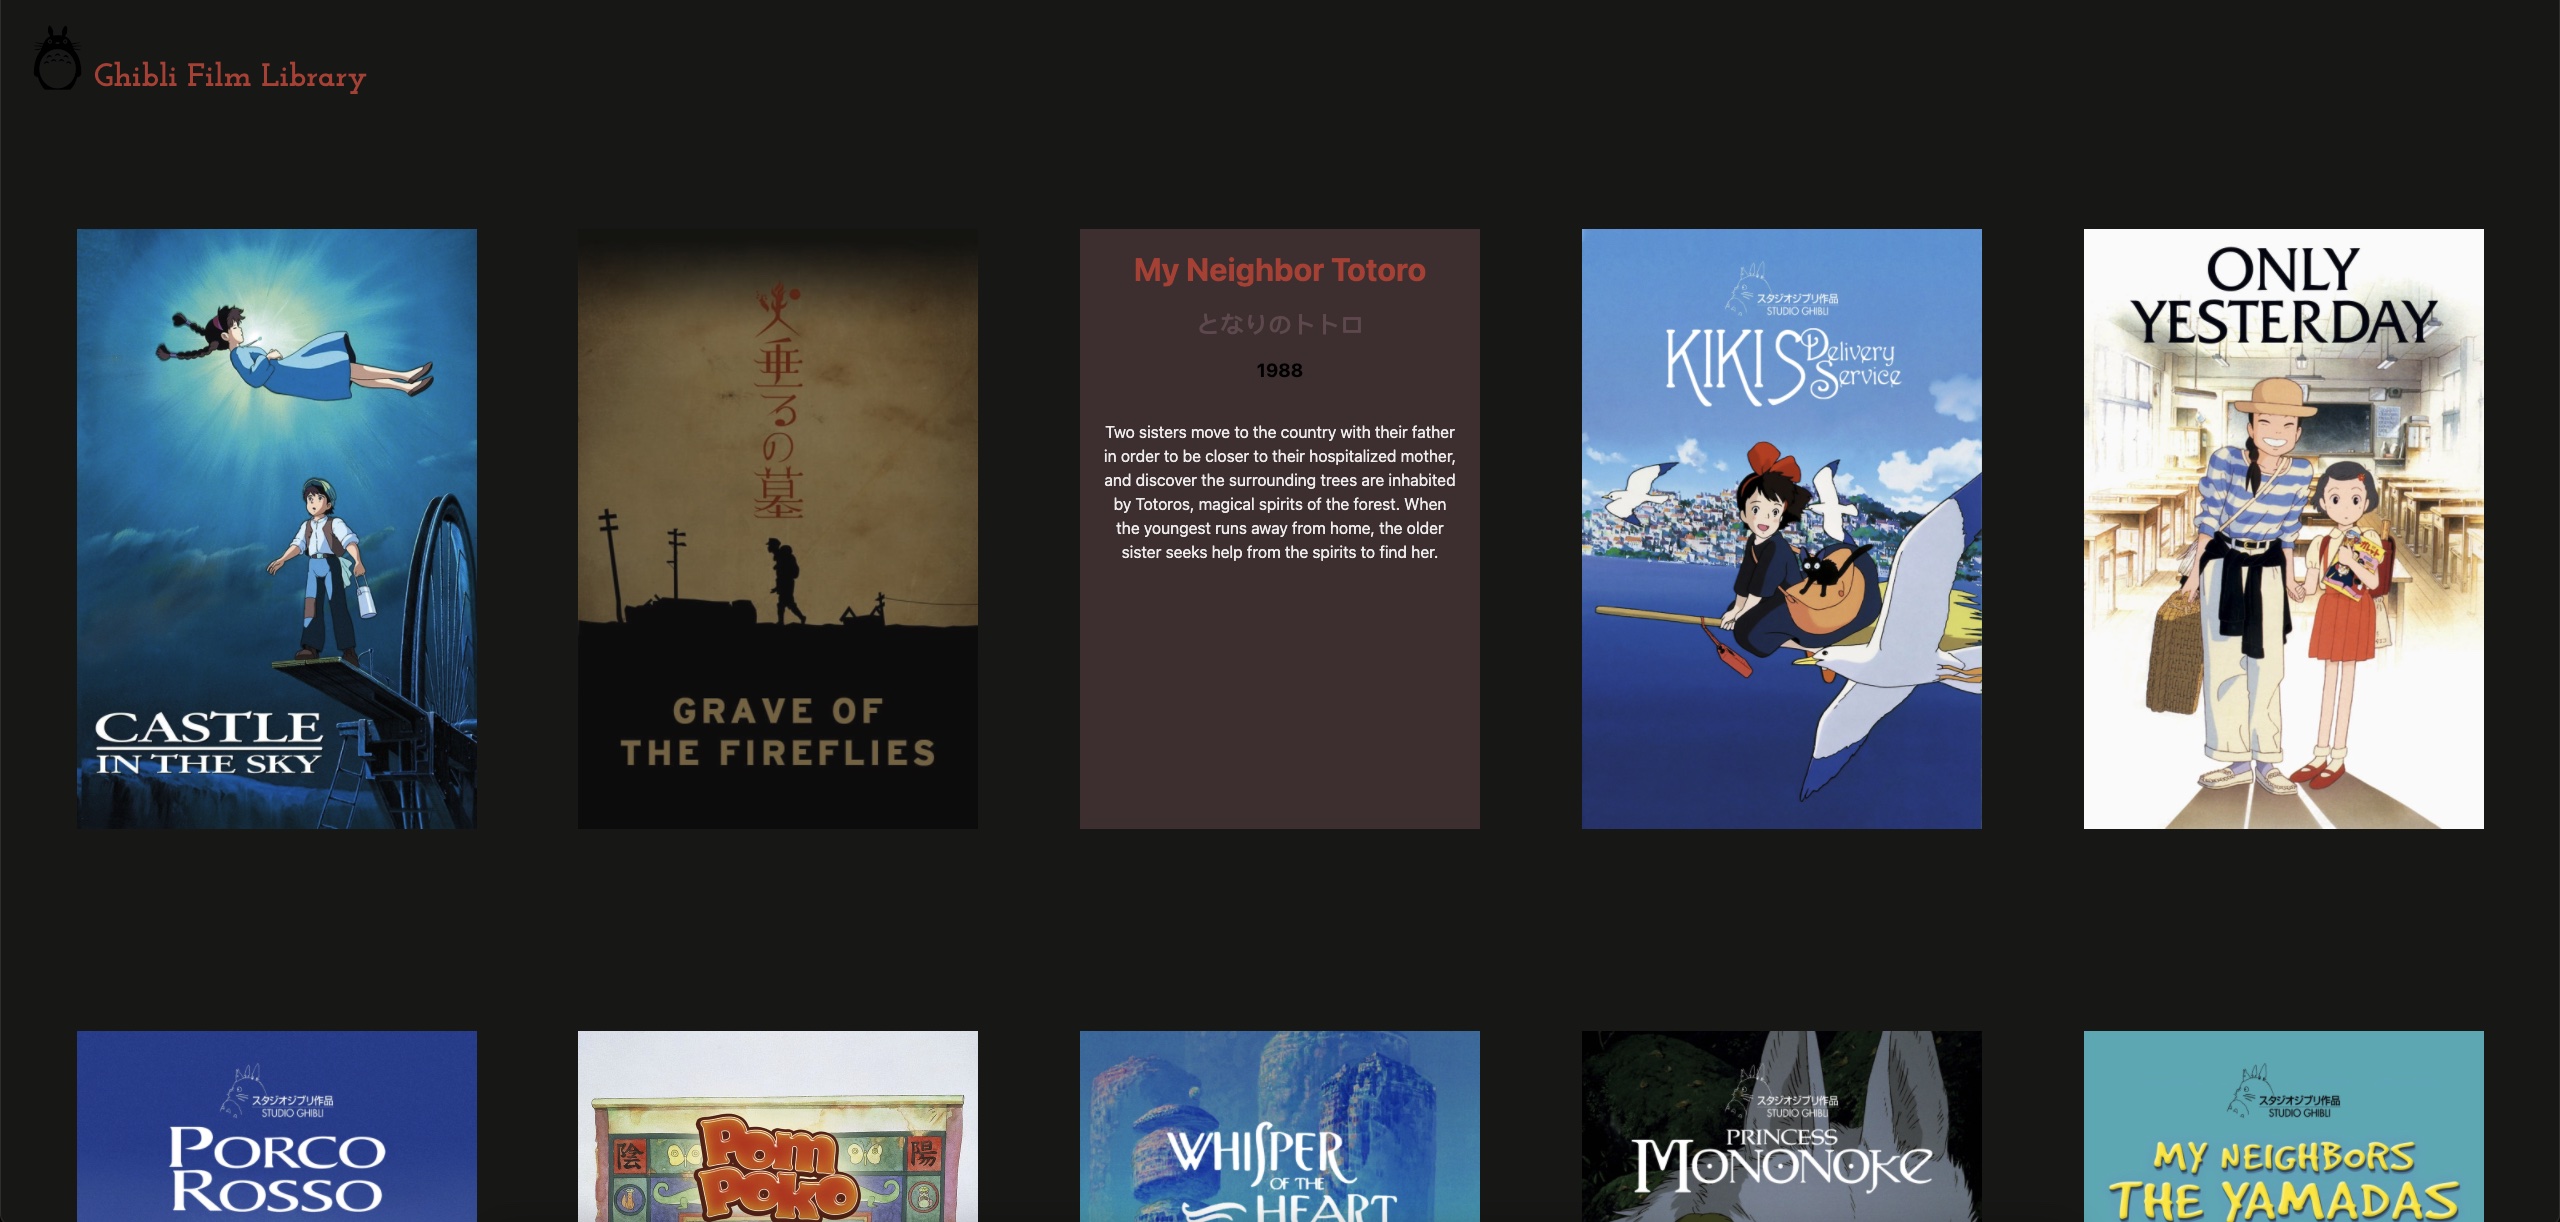 Ghibli Film Library
CASTLE
IN THE SKY
火垂るの墓
GRAVE OF
THE FIREFLIES
My Neighbor Totoro
となりのトトロ
1988
Two sisters move to the country with their father
in order to be closer to their hospitalized mother,
and discover the surrounding trees are inhabited
by Totoros, magical spirits of the forest. When
the youngest runs away from home, the older
sister seeks help from the spirits to find her.
スタジオジブリ作品
STUDIO GHIBLI
KIKI'S Delivery
Service
ONLY
YESTERDAY
スタジオジブリ作品
STUDIO GHIBLI
PORCO
ROSSO
陰
陽
Pom
Poko
WHISPER
OF THE
HEART
スタジオジブリ作品
STUDIO GHIBLI
PRINCESS
MONONOKE
スタジオジブリ作品
STUDIO GHIBLI
MY NEIGHBORS
THE YAMADAS